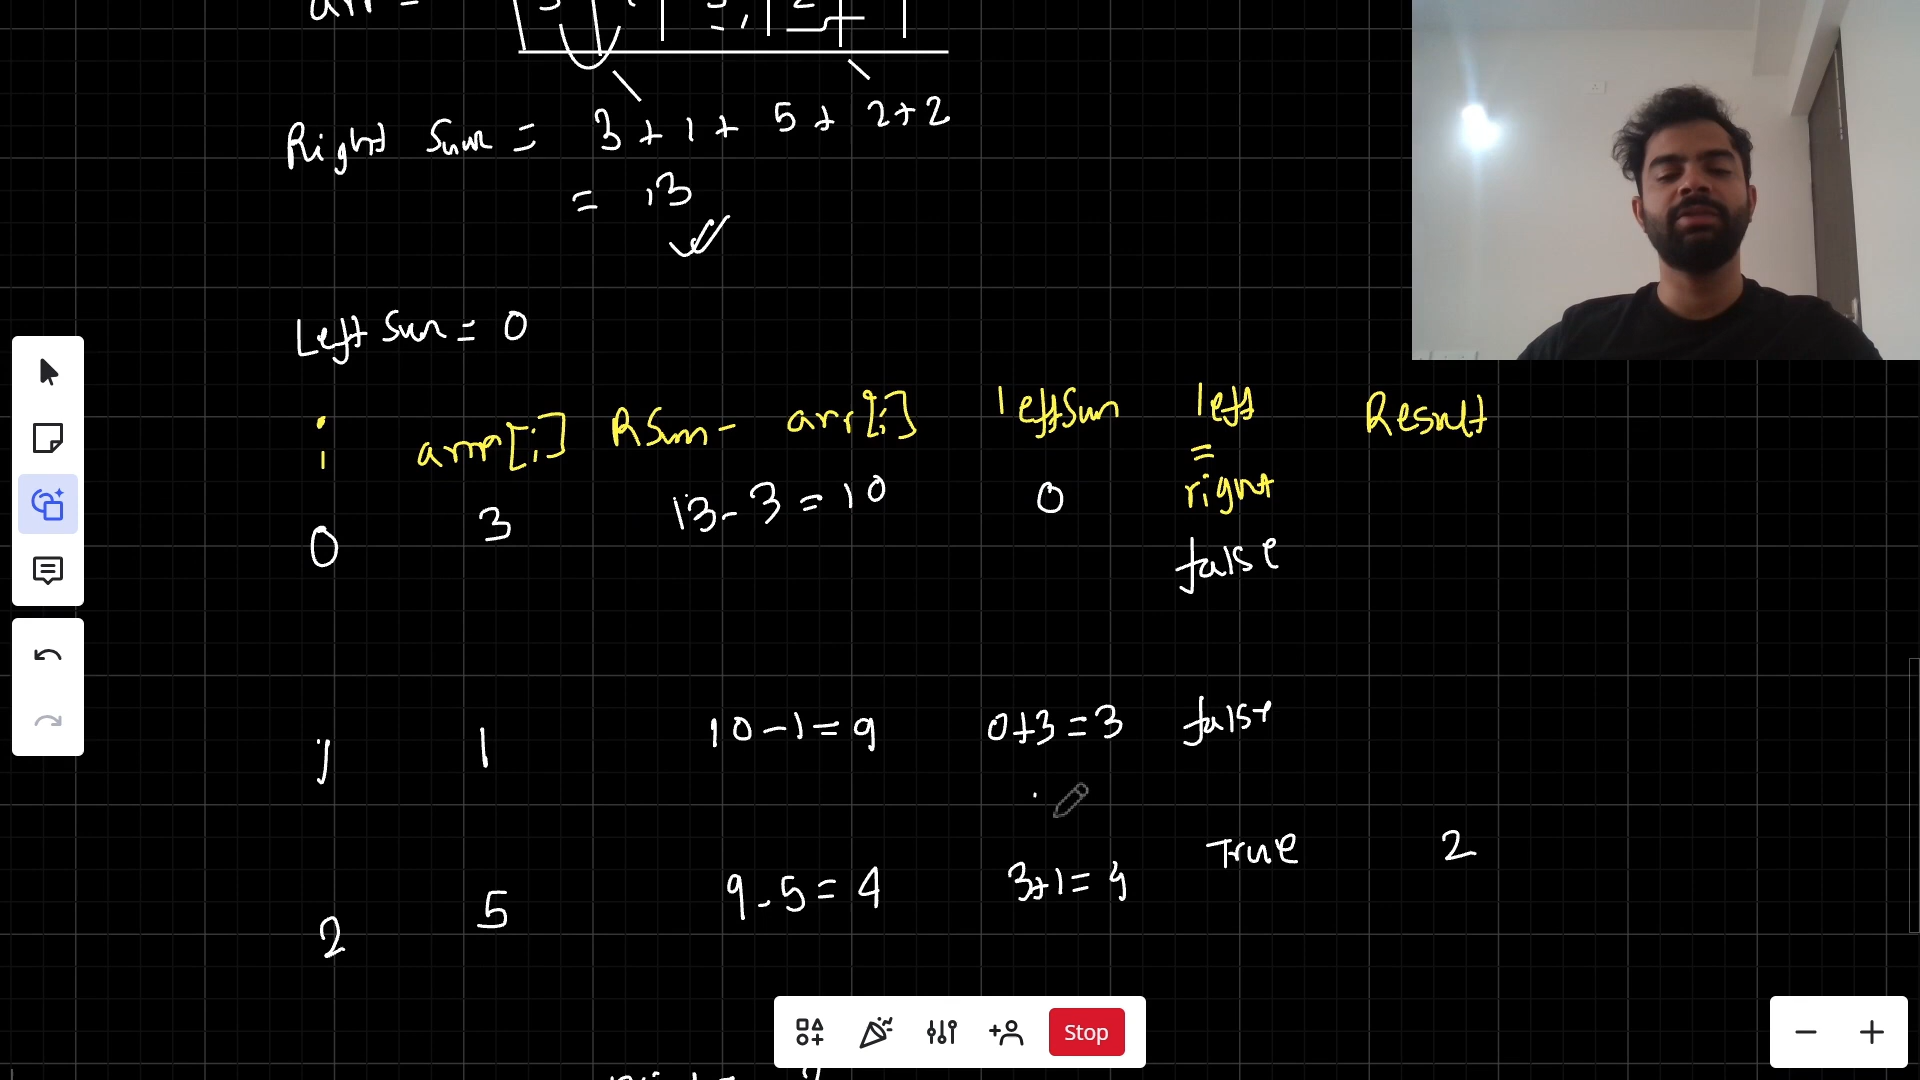 arr =
Right Sum = 3 + 1 + 5 + 2 + 2
= 13
Left Sum = 0
i arr[i] RSum - arr[i] leftSum left = right Result
0 3 13 - 3 = 10 0 false
1 1 10 - 1 = 9 0 + 3 = 3 false
2 5 9 - 5 = 4 3 + 1 = 4 True 2
Stop